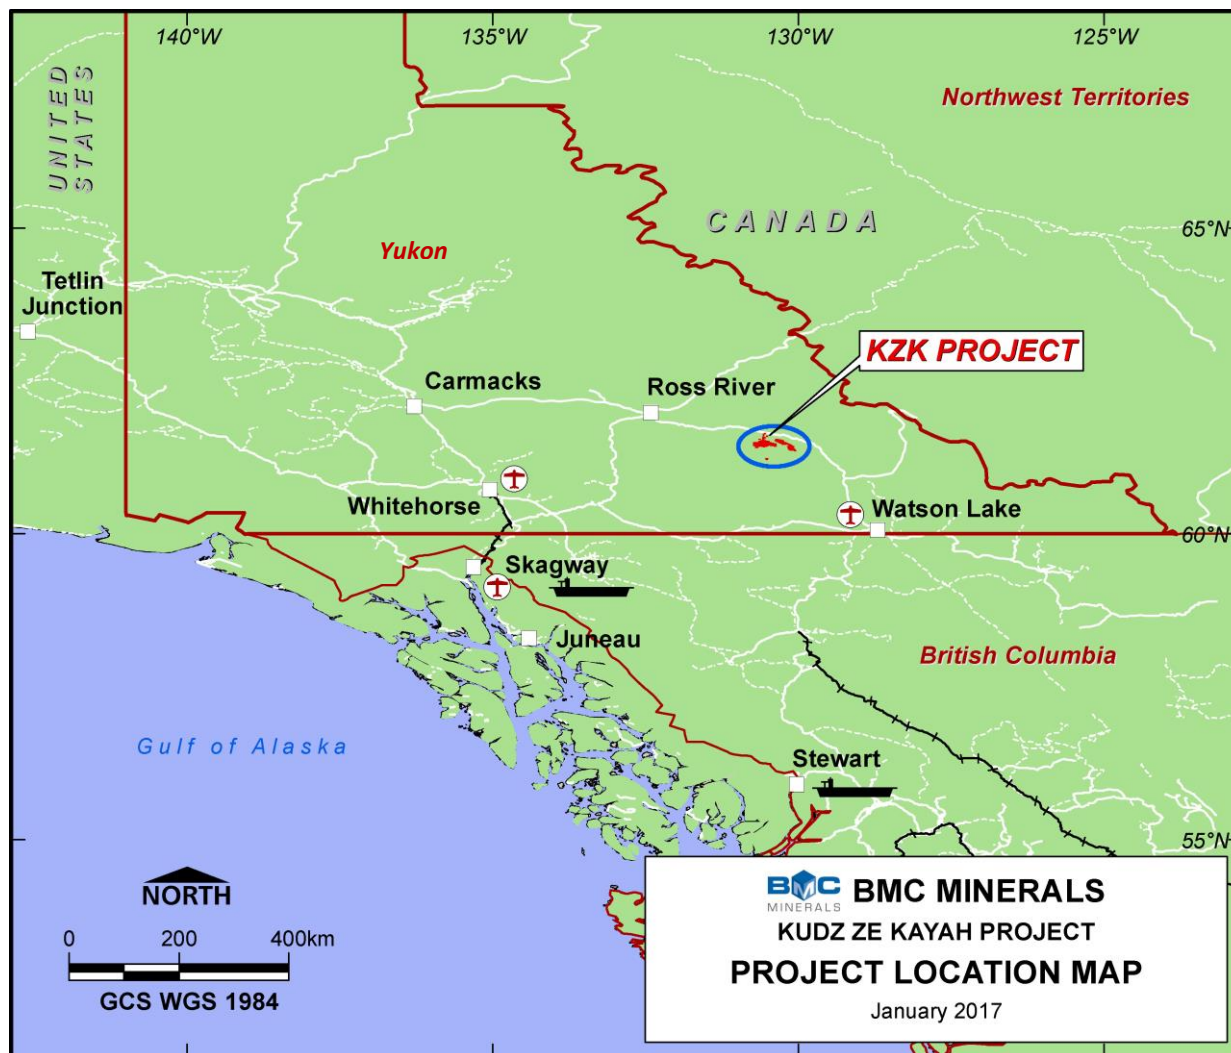 140°W
135°W
130°W
125°W
UNITED
STATES
Northwest Territories
CANADA
65°N
Yukon
Tetlin
Junction
KZK PROJECT
Carmacks
Ross River
Whitehorse
Watson Lake
60°N
Skagway
Juneau
British Columbia
Gulf of Alaska
Stewart
55°N
NORTH
0 200 400km
GCS WGS 1984
BMC
MINERALS
BMC MINERALS
KUDZ ZE KAYAH PROJECT
PROJECT LOCATION MAP
January 2017